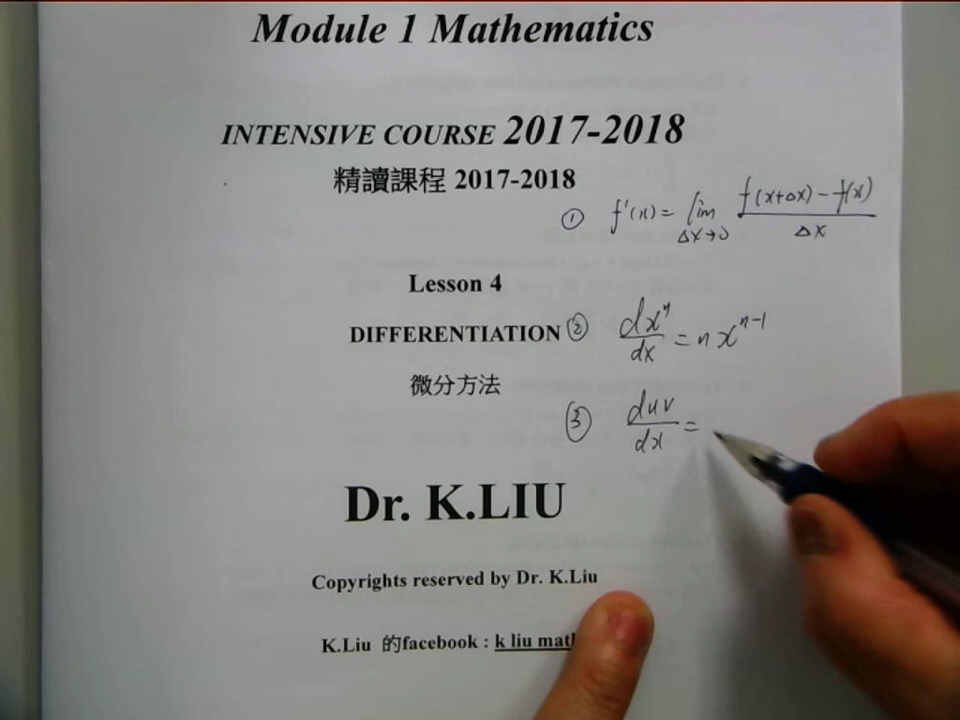 Module 1 Mathematics
INTENSIVE COURSE 2017-2018
精讀課程 2017-2018
① f'(x) = lim Δx→0 f(x+Δx) - f(x) / Δx
Lesson 4
DIFFERENTIATION
② dxⁿ/dx = n xⁿ⁻¹
微分方法
③ duv/dx =
Dr. K.LIU
Copyrights reserved by Dr. K.Liu
K.Liu 的facebook : k liu mat